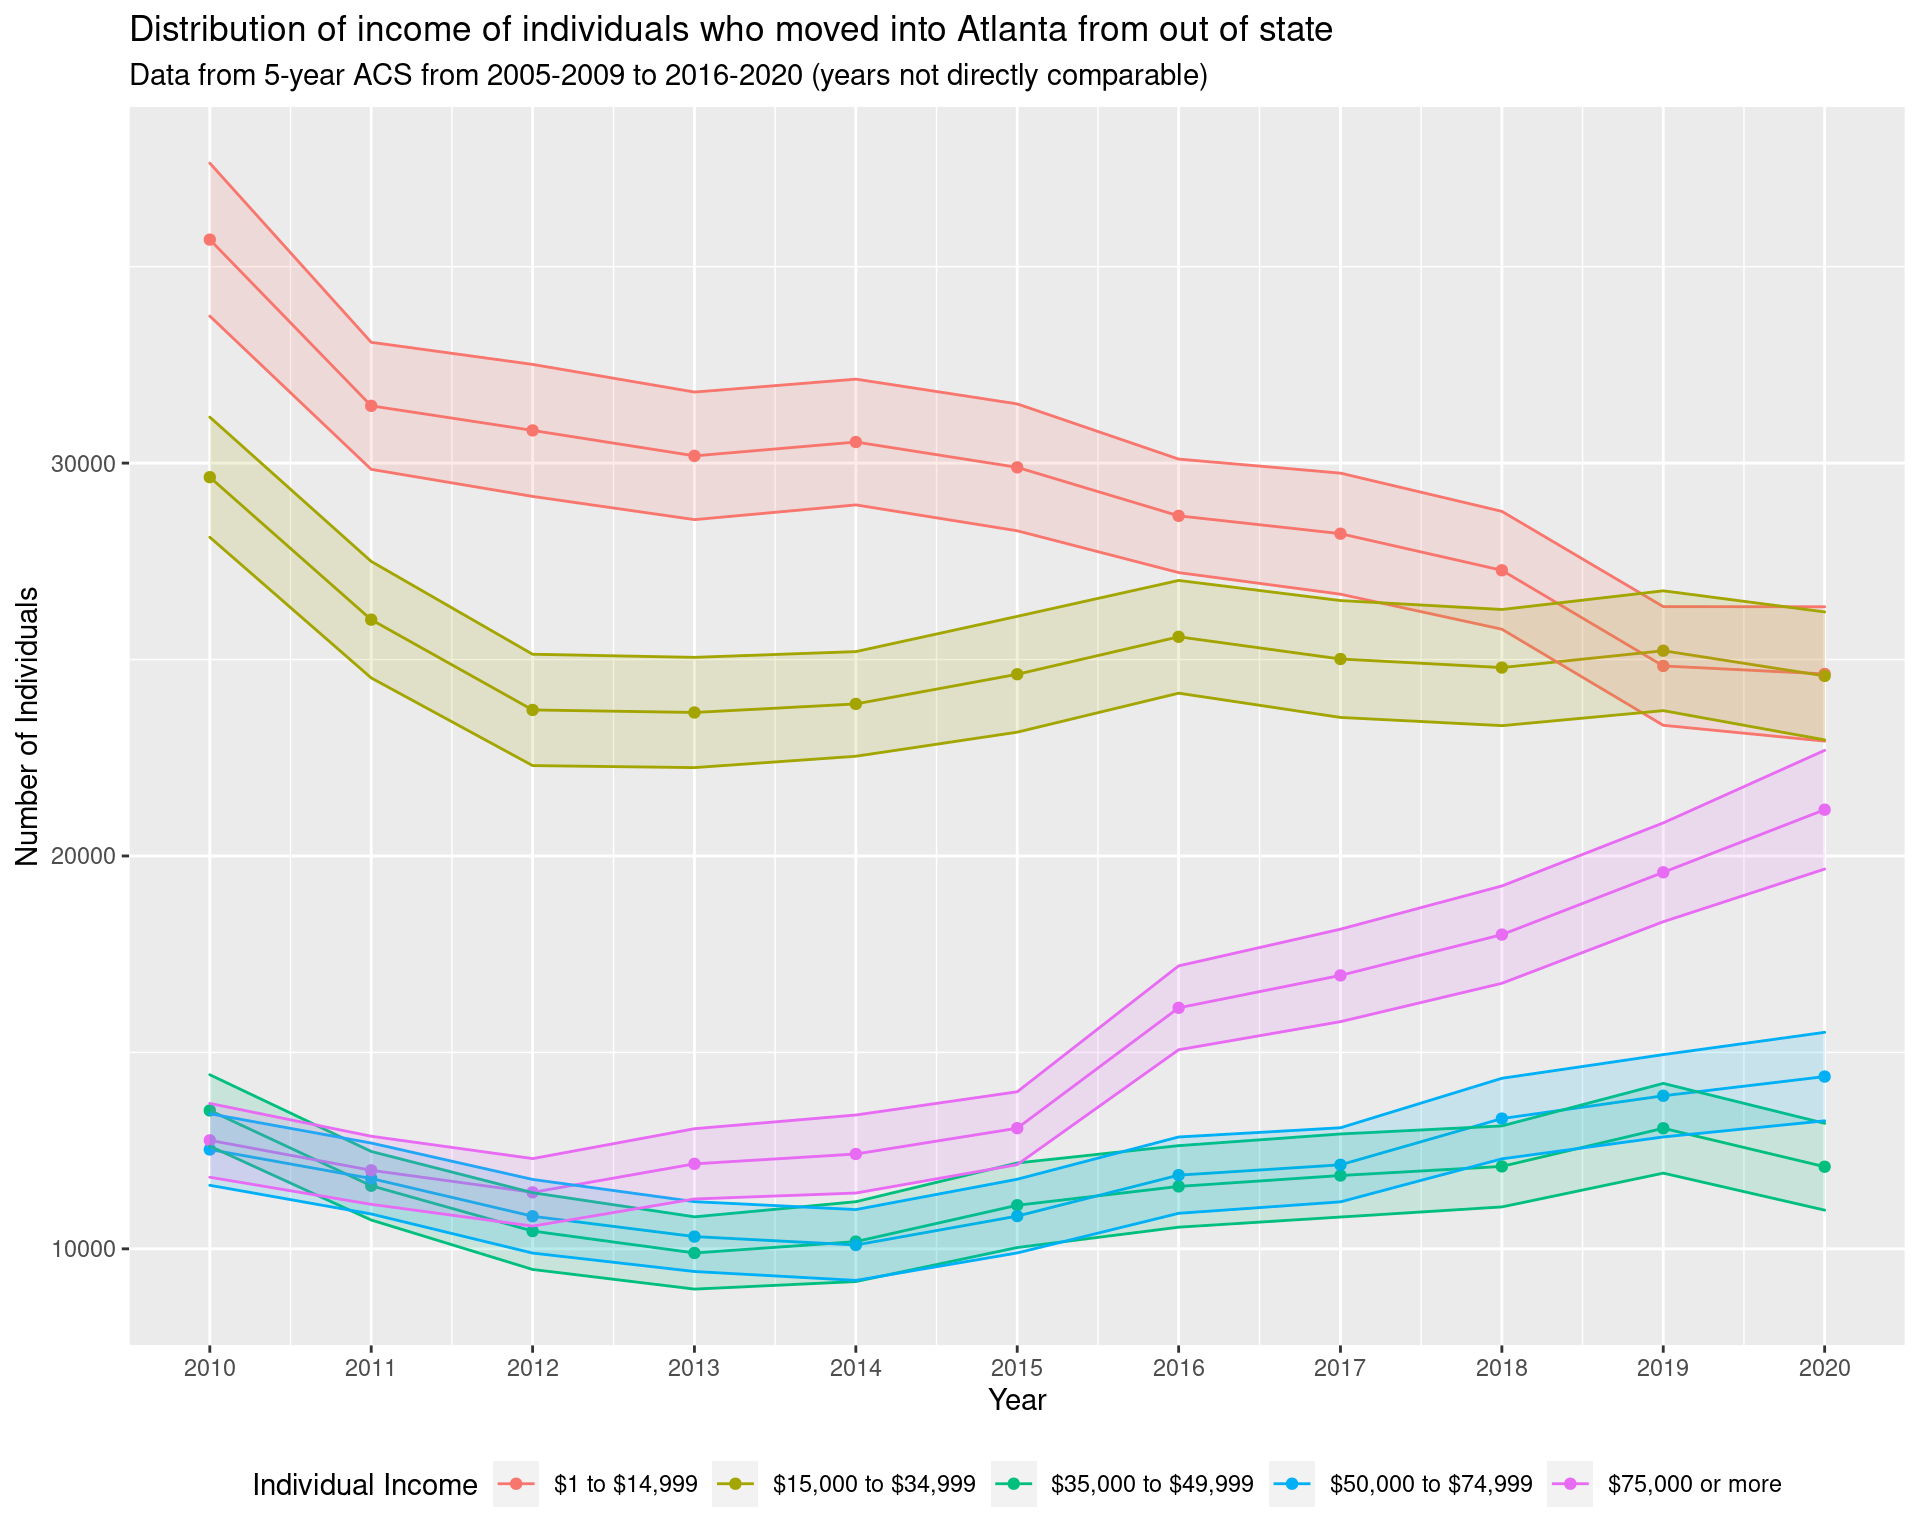 Distribution of income of individuals who moved into Atlanta from out of state
Data from 5-year ACS from 2005-2009 to 2016-2020 (years not directly comparable)
Number of Individuals
30000
20000
10000
2010 2011 2012 2013 2014 2015 2016 2017 2018 2019 2020
Year
Individual Income $1 to $14,999 $15,000 to $34,999 $35,000 to $49,999 $50,000 to $74,999 $75,000 or more